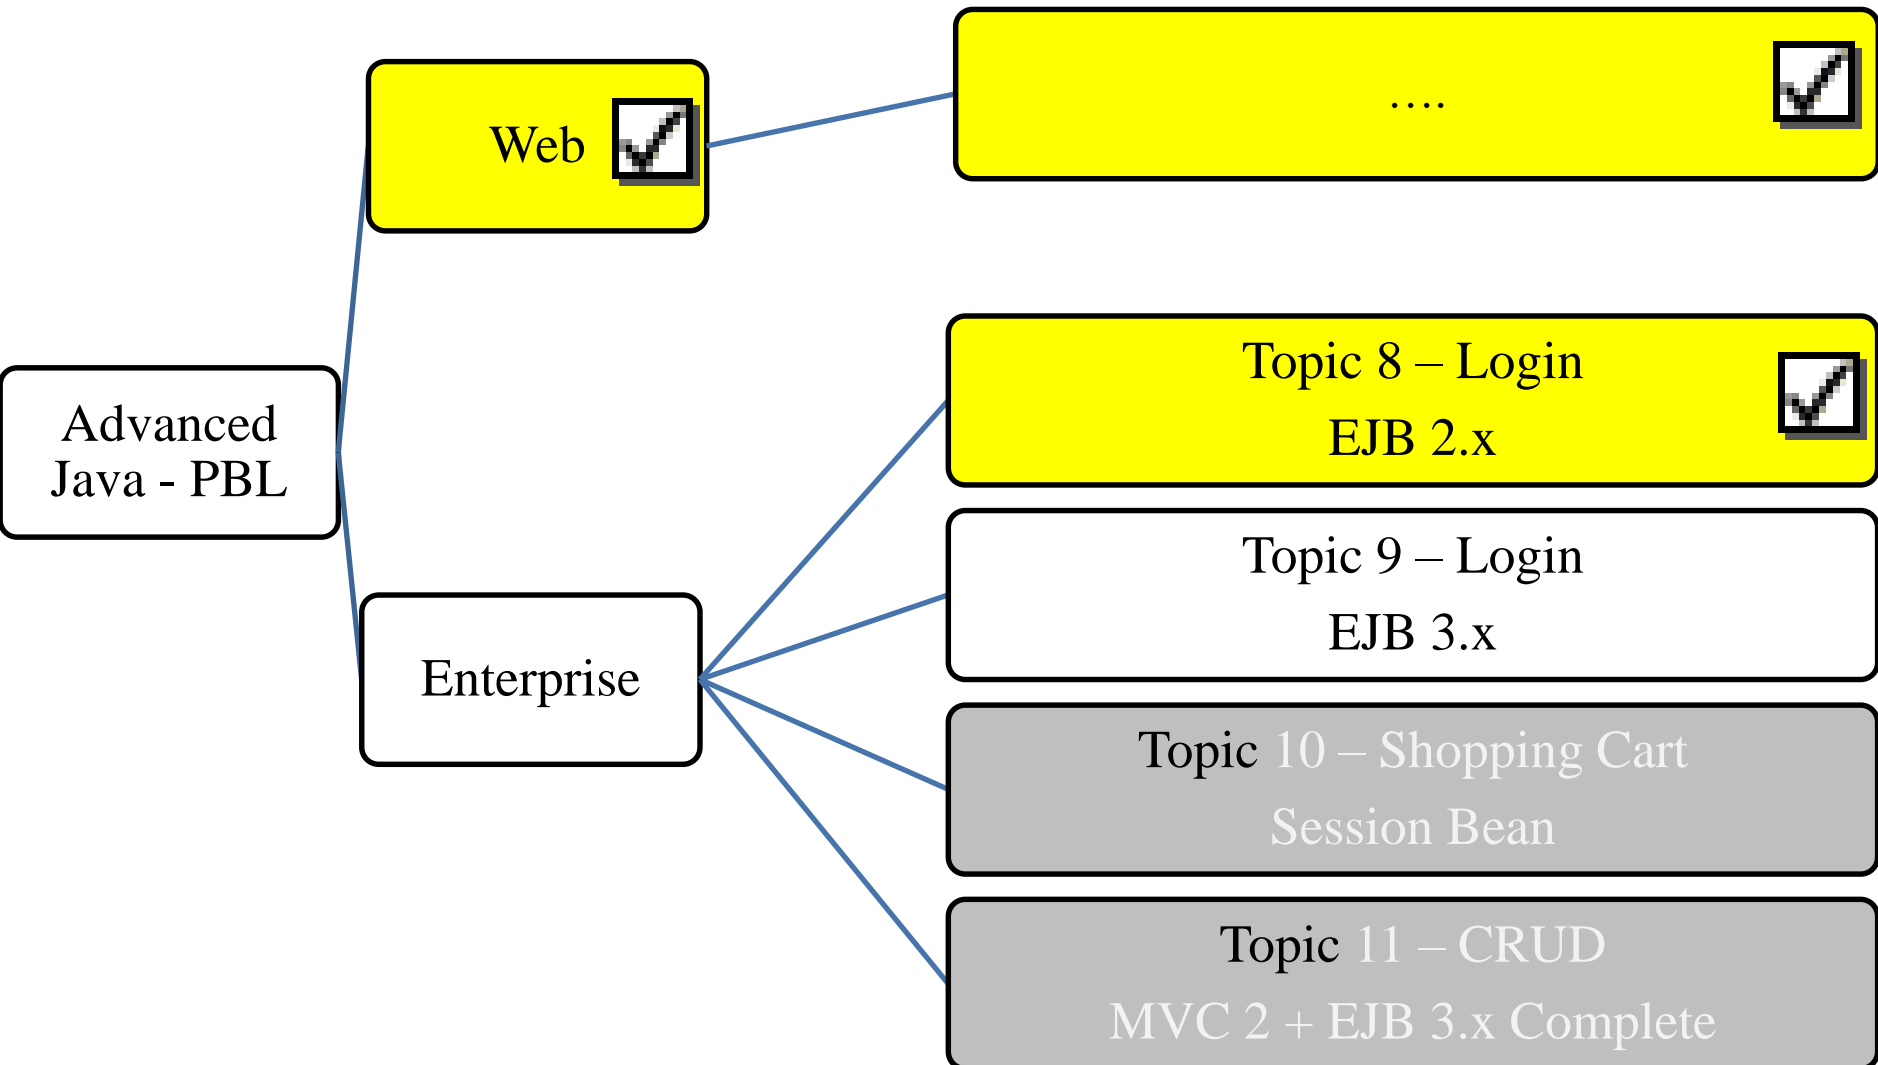 Web
….
Advanced
Java - PBL
Enterprise
Topic 8 – Login
EJB 2.x
Topic 9 – Login
EJB 3.x
Topic 10 – Shopping Cart
Session Bean
Topic 11 – CRUD
MVC 2 + EJB 3.x Complete